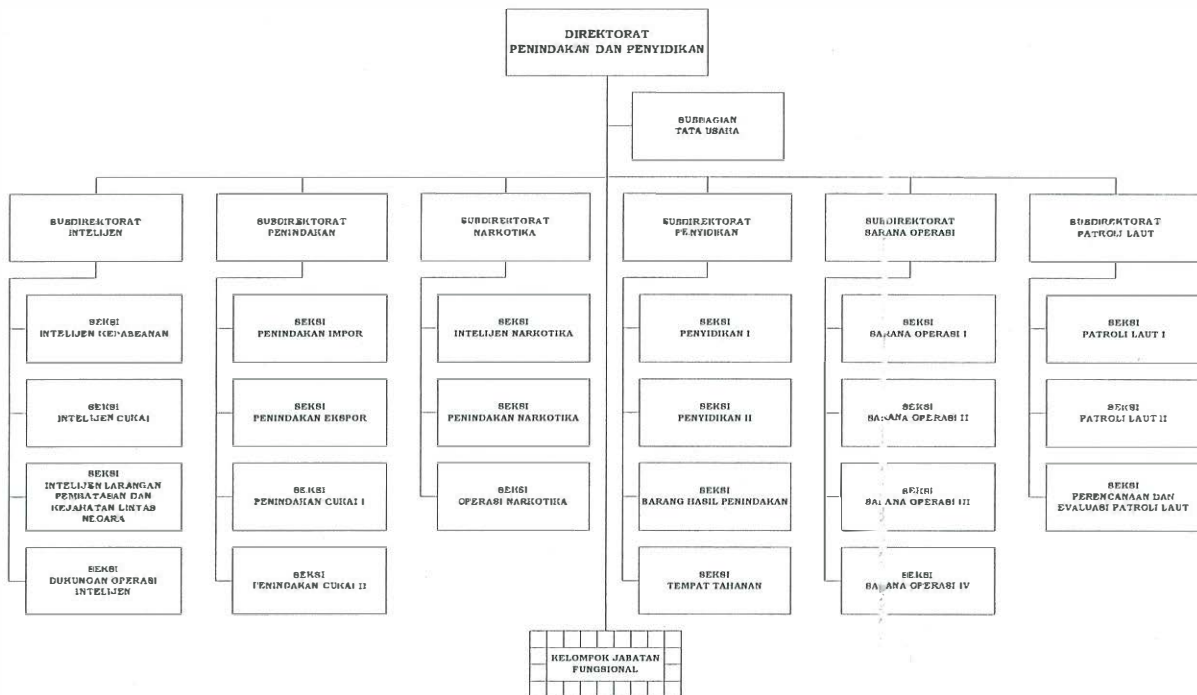 DIREKTORAT
PENINDAKAN DAN PENYIDIKAN
SUBBAGIAN
TATA USAHA
SUBDIREKTORAT
INTELIJEN
SUBDIREKTORAT
PENINDAKAN
SUBDIREKTORAT
NARKOTIKA
SUBDIREKTORAT
PENYIDIKAN
SUBDIREKTORAT
SARANA OPERASI
SUBDIREKTORAT
PATROLI LAUT
SEKSI
INTELIJEN KEPABEANAN
SEKSI
PENINDAKAN IMPOR
SEKSI
INTELIJEN NARKOTIKA
SEKSI
PENYIDIKAN I
SEKSI
SARANA OPERASI I
SEKSI
PATROLI LAUT I
SEKSI
INTELIJEN CUKAI
SEKSI
PENINDAKAN EKSPOR
SEKSI
PENINDAKAN NARKOTIKA
SEKSI
PENYIDIKAN II
SEKSI
SARANA OPERASI II
SEKSI
PATROLI LAUT II
SEKSI
INTELIJEN LARANGAN
PEMBATASAN DAN
KEJAHATAN LINTAS
NEGARA
SEKSI
PENINDAKAN CUKAI I
SEKSI
OPERASI NARKOTIKA
SEKSI
BARANG HASIL PENINDAKAN
SEKSI
SARANA OPERASI III
SEKSI
PERENCANAAN DAN
EVALUASI PATROLI LAUT
SEKSI
DUKUNGAN OPERASI
INTELIJEN
SEKSI
PENINDAKAN CUKAI II
SEKSI
TEMPAT TAHANAN
SEKSI
SARANA OPERASI IV
KELOMPOK JABATAN
FUNGSIONAL